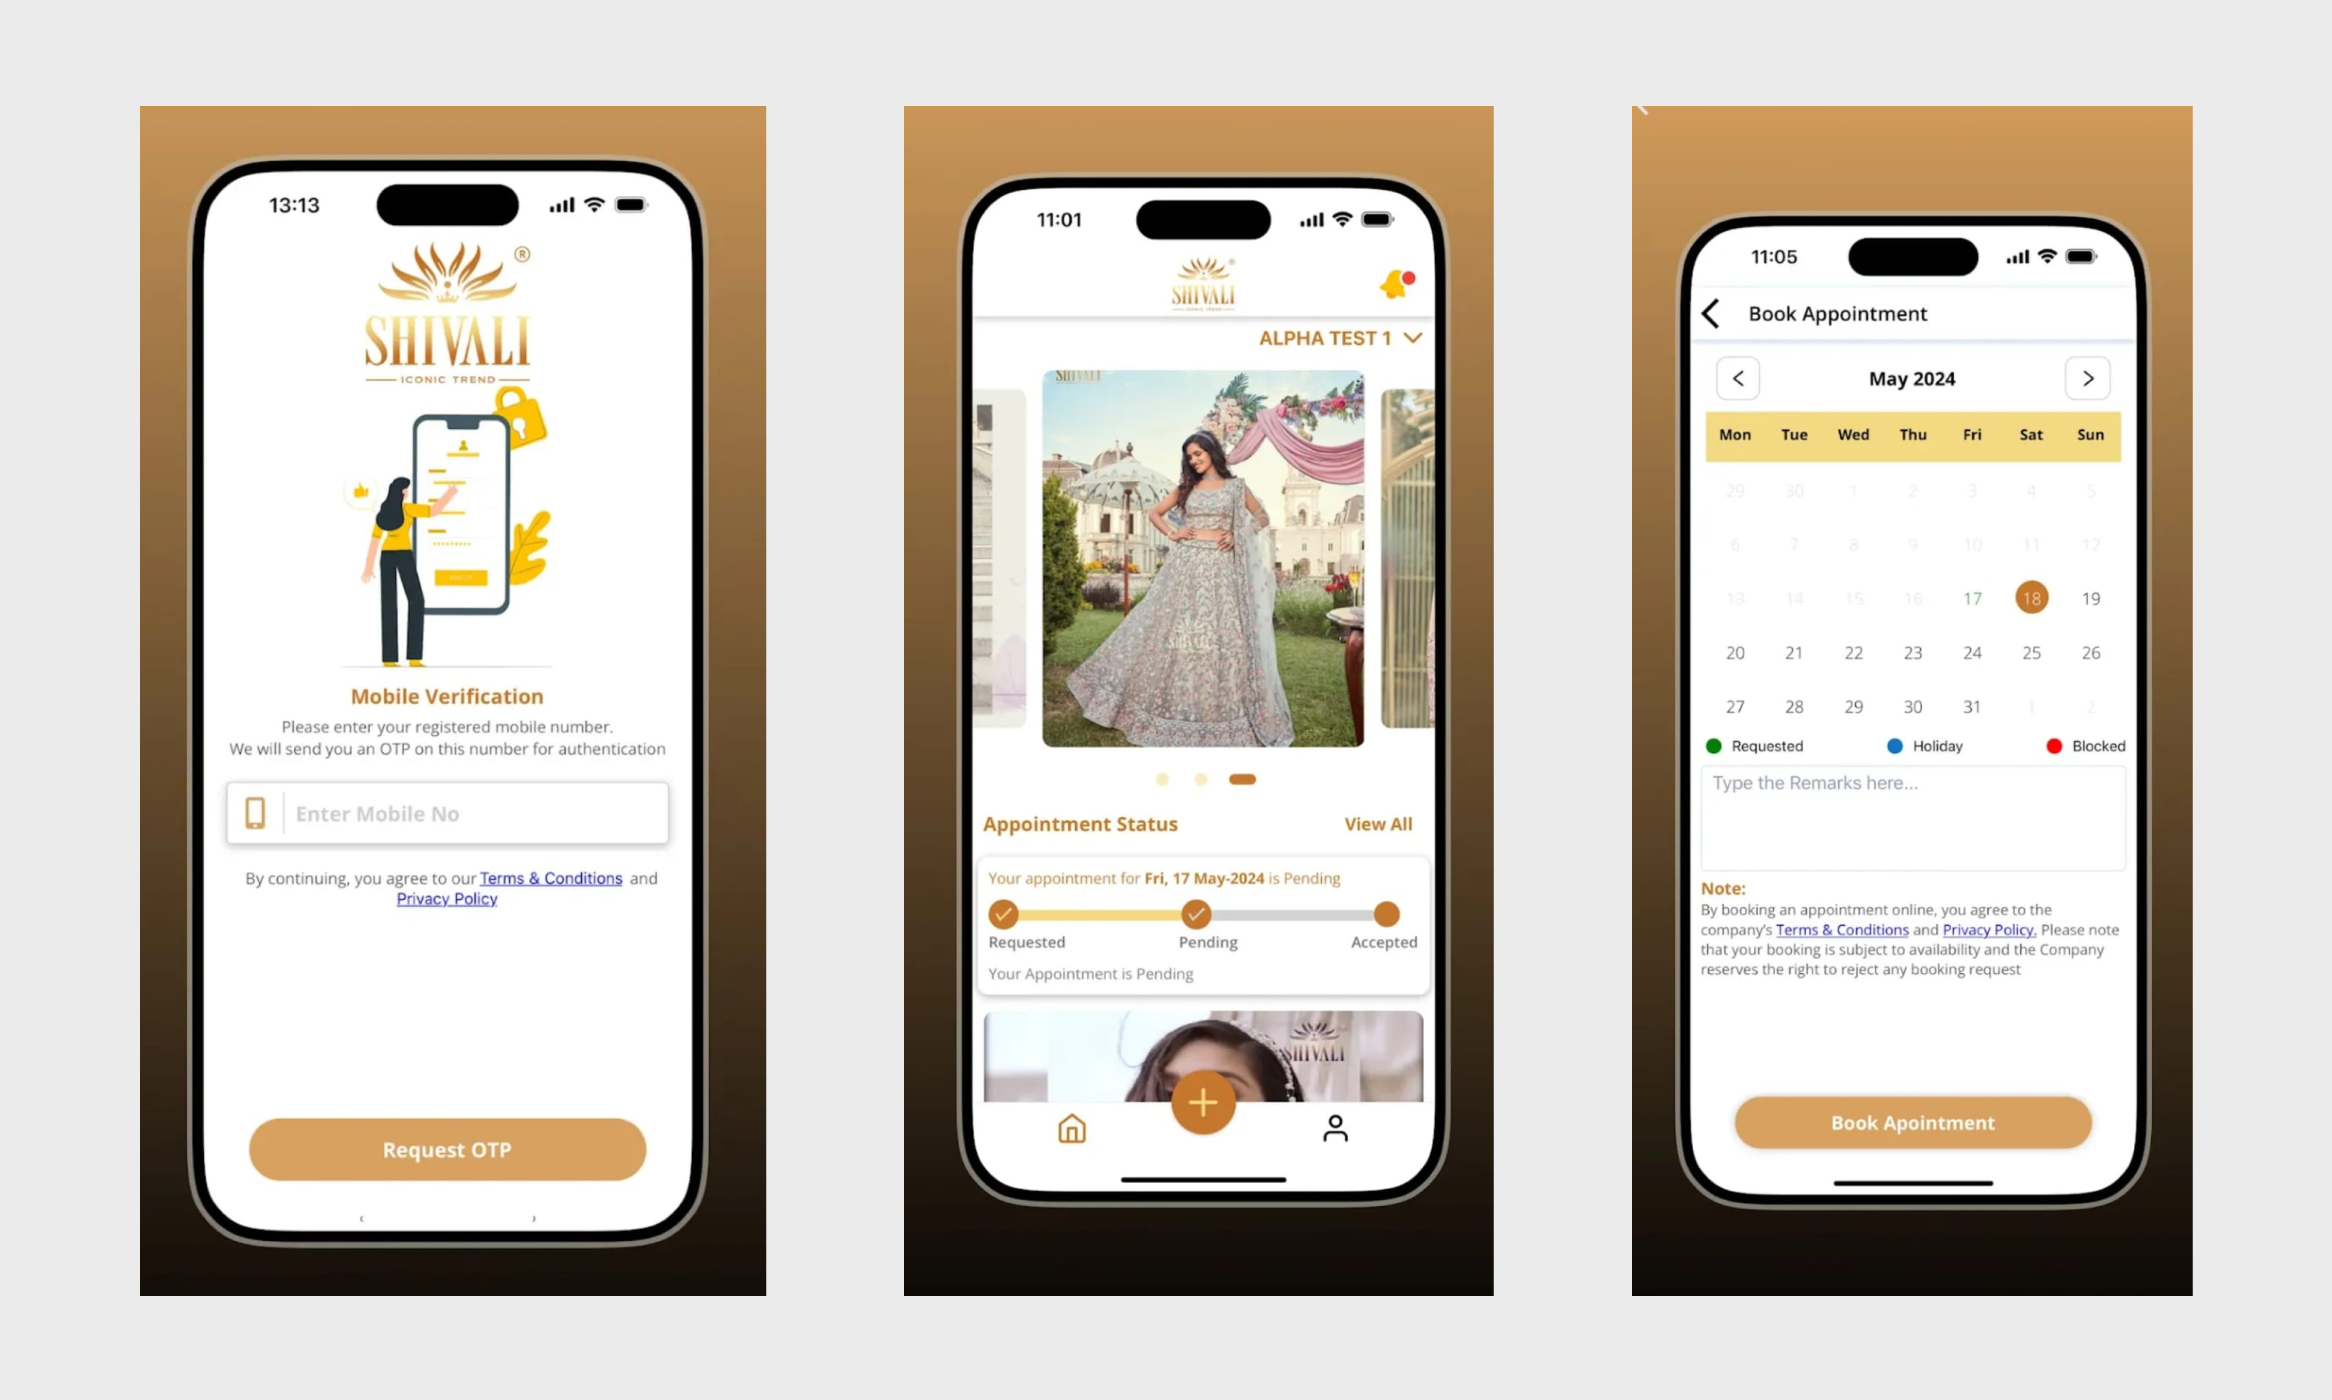 13:13
®
SHIVALI
ICONIC TREND
Mobile Verification
Please enter your registered mobile number.
We will send you an OTP on this number for authentication
Enter Mobile No
By continuing, you agree to our Terms & Conditions and
Privacy Policy
Request OTP
11:01
SHIVALI
ICONIC TREND
ALPHA TEST 1
SHIVALI
SHIVALI
Appointment Status
View All
Your appointment for Fri, 17 May-2024 is Pending
Requested Pending Accepted
Your Appointment is Pending
SHIVALI
11:05
Book Appointment
May 2024
Mon Tue Wed Thu Fri Sat Sun
29 30 1 2 3 4 5
6 7 8 9 10 11 12
13 14 15 16 17 18 19
20 21 22 23 24 25 26
27 28 29 30 31 1 2
Requested Holiday Blocked
Type the Remarks here...
Note:
By booking an appointment online, you agree to the
company's Terms & Conditions and Privacy Policy. Please note
that your booking is subject to availability and the Company
reserves the right to reject any booking request
Book Apointment